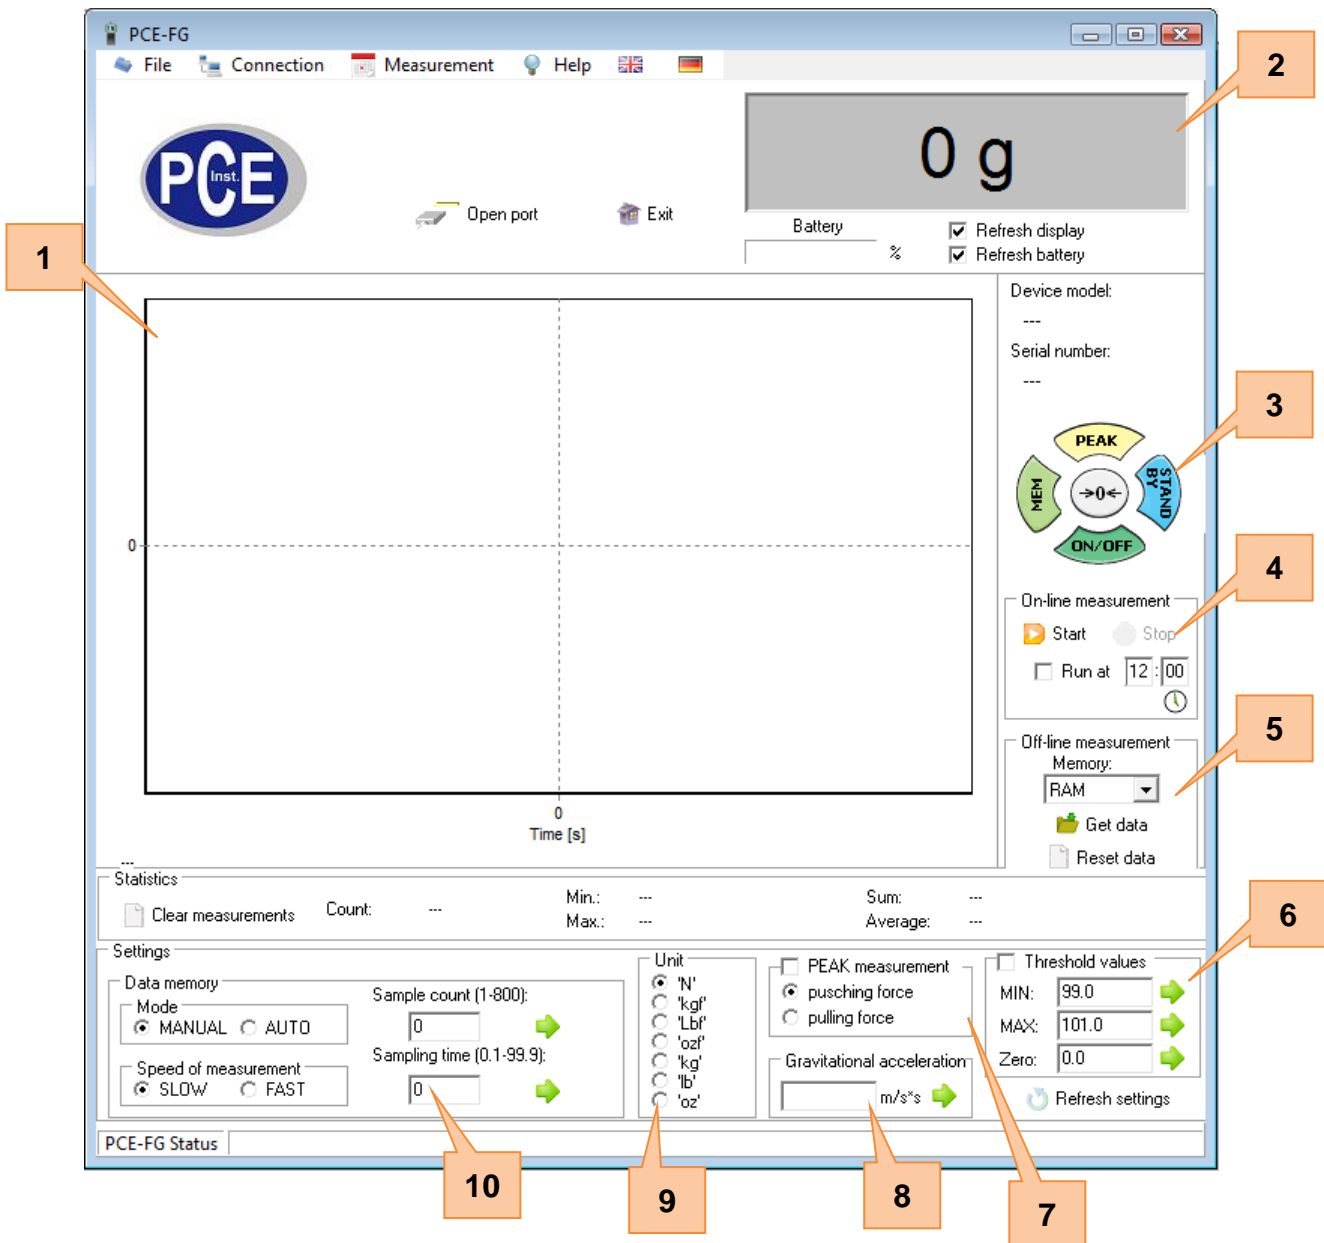 PCE-FG
File Connection Measurement Help
2
PCE
Inst.
0 g
Open port Exit
Battery
%
Refresh display
Refresh battery
1
Device model:
---
Serial number:
---
3
PEAK
MEM
→0←
STAND BY
ON/OFF
0
4
On-line measurement
Start Stop
Run at 12 : 00
5
Off-line measurement
Memory:
RAM
Get data
Reset data
0
Time [s]
---
Statistics
Clear measurements Count: --- Min.: --- Sum: ---
Max.: --- Average: ---
6
Settings
Data memory
Mode
MANUAL AUTO
Speed of measurement
SLOW FAST
Sample count (1-800):
0
Sampling time (0.1-99.9):
0
Unit
'N'
'kgf'
'Lbf'
'ozf'
'kg'
'lb'
'oz'
PEAK measurement
pusching force
pulling force
Gravitational acceleration
m/s*s
Threshold values
MIN: 99.0
MAX: 101.0
Zero: 0.0
Refresh settings
PCE-FG Status
10
9
8
7